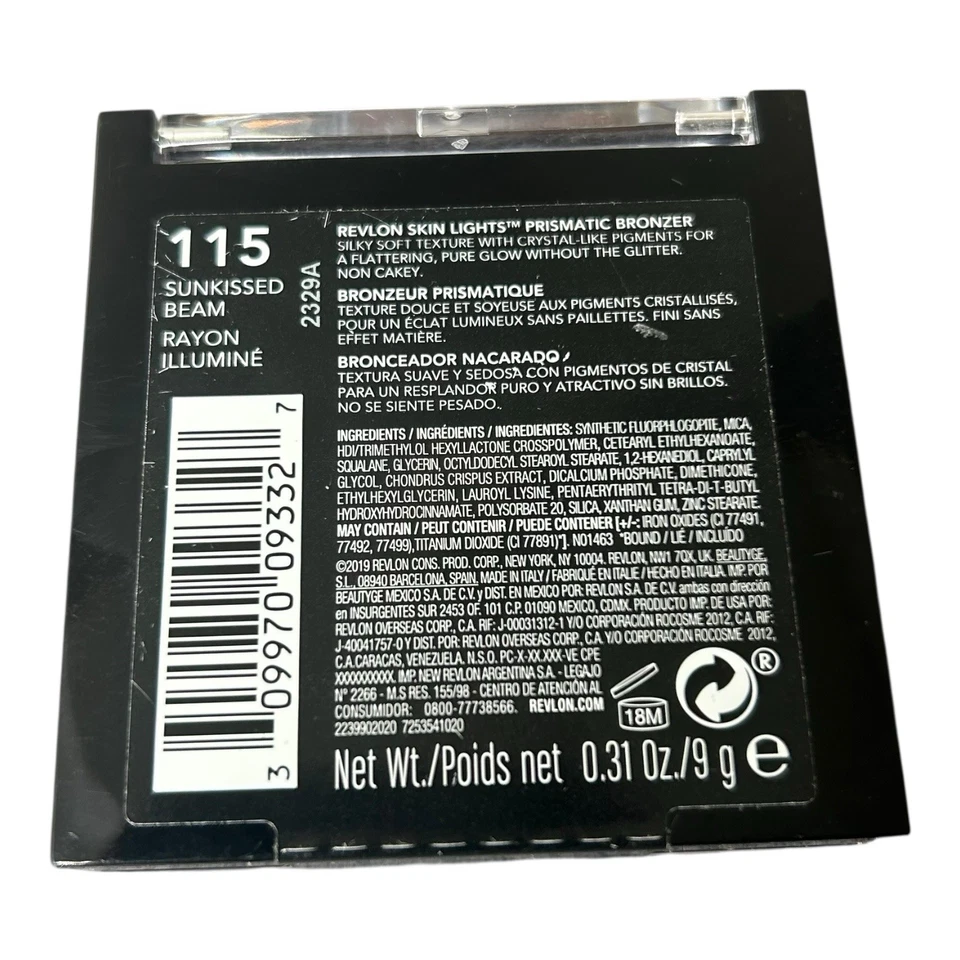 115
SUNKISSED
BEAM
RAYON
ILLUMINÉ
2329A
3 09970 09332 7
REVLON SKIN LIGHTS™ PRISMATIC BRONZER
SILKY SOFT TEXTURE WITH CRYSTAL-LIKE PIGMENTS FOR
A FLATTERING, PURE GLOW WITHOUT THE GLITTER.
NON CAKEY.
BRONZEUR PRISMATIQUE
TEXTURE DOUCE ET SOYEUSE AUX PIGMENTS CRISTALLISÉS,
POUR UN ÉCLAT LUMINEUX SANS PAILLETTES. FINI SANS
EFFET MATIÈRE.
BRONCEADOR NACARADO
TEXTURA SUAVE Y SEDOSA CON PIGMENTOS DE CRISTAL
PARA UN RESPLANDOR PURO Y ATRACTIVO SIN BRILLOS.
NO SE SIENTE PESADO.
INGREDIENTS / INGRÉDIENTS / INGREDIENTES: SYNTHETIC FLUORPHLOGOPITE, MICA,
HDI/TRIMETHYLOL HEXYLLACTONE CROSSPOLYMER, CETEARYL ETHYLHEXANOATE,
SQUALANE, GLYCERIN, OCTYLDODECYL STEAROYL STEARATE, 1,2-HEXANEDIOL, CAPRYLYL
GLYCOL, CHONDRUS CRISPUS EXTRACT, DICALCIUM PHOSPHATE, DIMETHICONE,
ETHYLHEXYLGLYCERIN, LAUROYL LYSINE, PENTAERYTHRITYL TETRA-DI-T-BUTYL
HYDROXYHYDROCINNAMATE, POLYSORBATE 20, SILICA, XANTHAN GUM, ZINC STEARATE.
MAY CONTAIN / PEUT CONTENIR / PUEDE CONTENER [+/-: IRON OXIDES (CI 77491,
77492, 77499),TITANIUM DIOXIDE (CI 77891)*]. N01463 *BOUND / LIÉ / INCLUIDO
©2019 REVLON CONS. PROD. CORP., NEW YORK, NY 10004. REVLON, NW1 7QX, UK. BEAUTYGE,
S.L., 08940 BARCELONA, SPAIN. MADE IN ITALY / FABRIQUÉ EN ITALIE / HECHO EN ITALIA. IMP. POR
BEAUTYGE MEXICO S.A. DE C.V. y DIST. EN MEXICO POR: REVLON S.A. DE C.V. ambas con dirección
en INSURGENTES SUR 2453 OF. 101 C.P. 01090 MEXICO, CDMX. PRODUCTO IMP. DE USA POR:
REVLON OVERSEAS CORP., C.A. RIF: J-00031312-1 Y/O CORPORACIÓN ROCOSME 2012, C.A. RIF:
J-40041757-0 Y DIST. POR: REVLON OVERSEAS CORP., C.A. Y/O CORPORACIÓN ROCOSME 2012,
C.A. CARACAS, VENEZUELA. N.S.O. PC-X-XX.XXX-VE CPE
XXXXXXXXXX. IMP. NEW REVLON ARGENTINA S.A. - LEGAJO
N° 2266 - M.S RES. 155/98 - CENTRO DE ATENCIÓN AL
CONSUMIDOR: 0800-77738566. REVLON.COM
2239902020 7253541020
18M
®
Net Wt./Poids net 0.31 Oz./9 g e